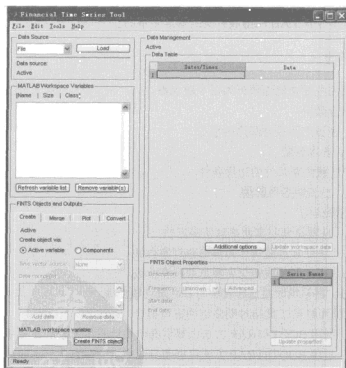 Financial Time Series Tool
File Edit Tools Help
Data Source
File
Load
Data source:
Active
MATLAB Workspace Variables
Name | Size | Class
Refresh variable list
Remove variable(s)
FINTS Objects and Outputs
Create Merge Plot Convert
Active
Create object via:
Active variable
Components
None
MATLAB workspace variable:
Create FINTS object
Ready
Data Management
Active
Data Table
Dates/Times
Data
1
Additional options
Update workspace data
FINTS Object Properties
Description
Frequency
Unknown
Advanced
Start date:
End date:
Series Names
1
Update properties